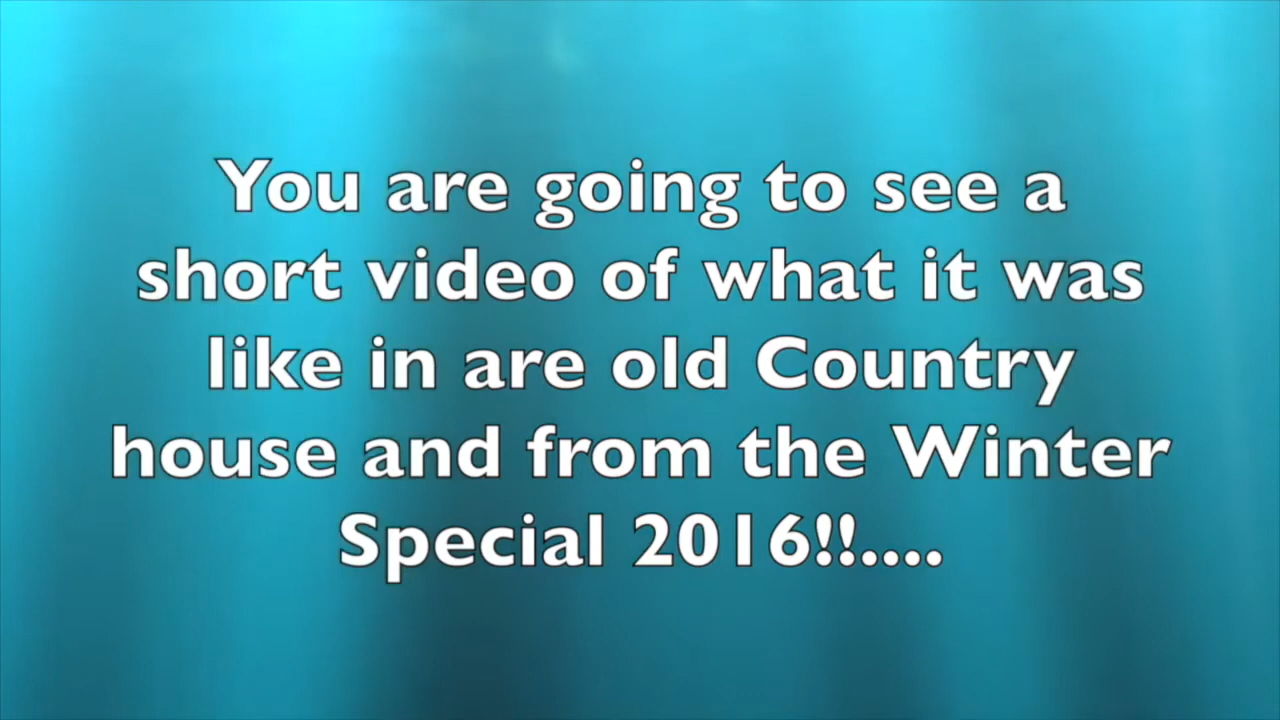 You are going to see a
short video of what it was
like in are old Country
house and from the Winter
Special 2016!!....